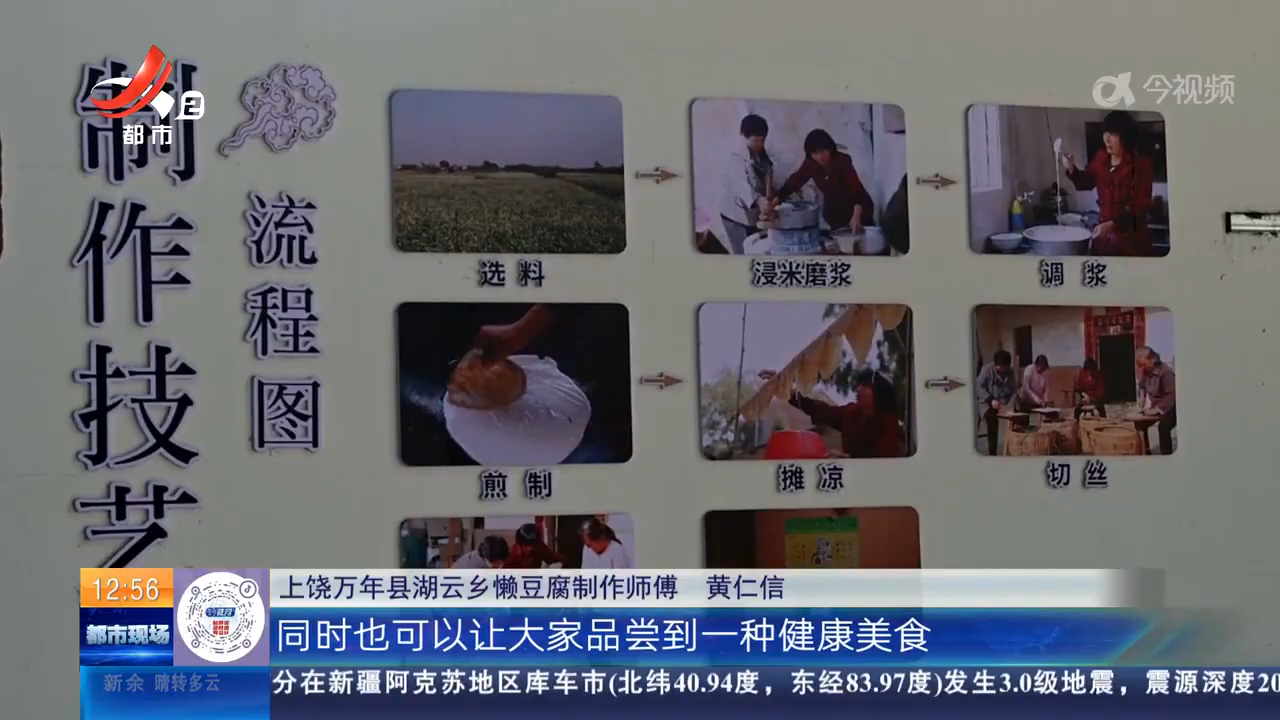 制作技艺
流程图
都市
2
今视频
选料
浸米磨浆
调浆
煎制
摊凉
切丝
12:56
都市现场
上饶万年县湖云乡懒豆腐制作师傅 黄仁信
同时也可以让大家品尝到一种健康美食
新余 晴转多云
分在新疆阿克苏地区库车市(北纬40.94度，东经83.97度)发生3.0级地震，震源深度20